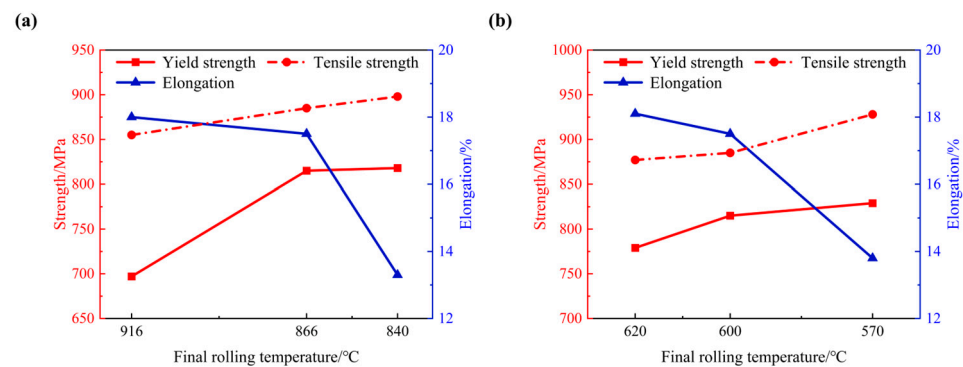 (a)
950
900
850
800
750
700
650
Strength/MPa
Yield strength
Tensile strength
Elongation
20
18
16
14
12
Elongation/%
916
866
840
Final rolling temperature/°C
(b)
1000
950
900
850
800
750
700
Strength/MPa
Yield strength
Tensile strength
Elongation
20
18
16
14
12
Elongation/%
620
600
570
Final rolling temperature/°C